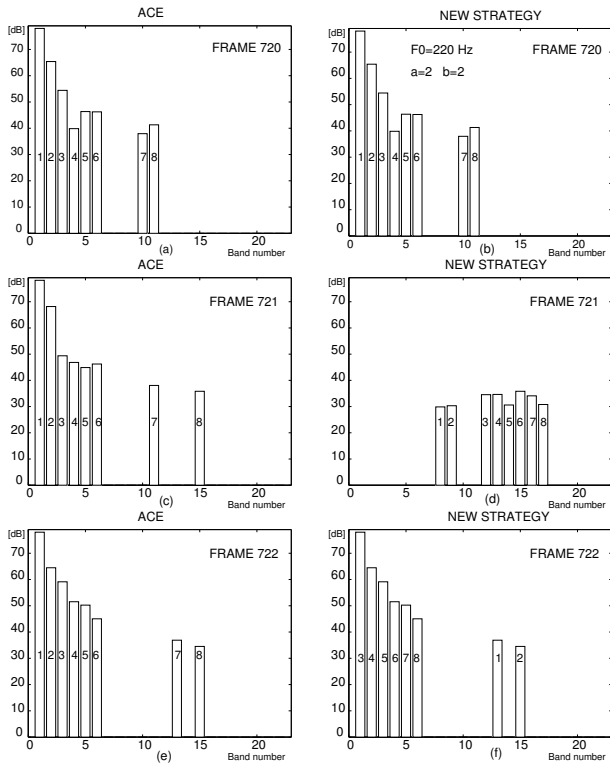 ACE
[dB]
FRAME 720
70
60
50
40
30
20
10
0
1 2 3 4 5 6 7 8
0 5 10 15 20
(a)
Band number
NEW STRATEGY
[dB]
F0=220 Hz
FRAME 720
a=2 b=2
70
60
50
40
30
20
10
0
1 2 3 4 5 6 7 8
0 5 10 15 20
(b)
Band number
ACE
[dB]
FRAME 721
70
60
50
40
30
20
10
0
1 2 3 4 5 6 7 8
0 5 10 15 20
(c)
Band number
NEW STRATEGY
[dB]
FRAME 721
70
60
50
40
30
20
10
0
1 2 3 4 5 6 7 8
0 5 10 15 20
(d)
Band number
ACE
[dB]
FRAME 722
70
60
50
40
30
20
10
0
1 2 3 4 5 6 7 8
0 5 10 15 20
(e)
Band number
NEW STRATEGY
[dB]
FRAME 722
70
60
50
40
30
20
10
0
3 4 5 6 7 8 1 2
0 5 10 15 20
(f)
Band number